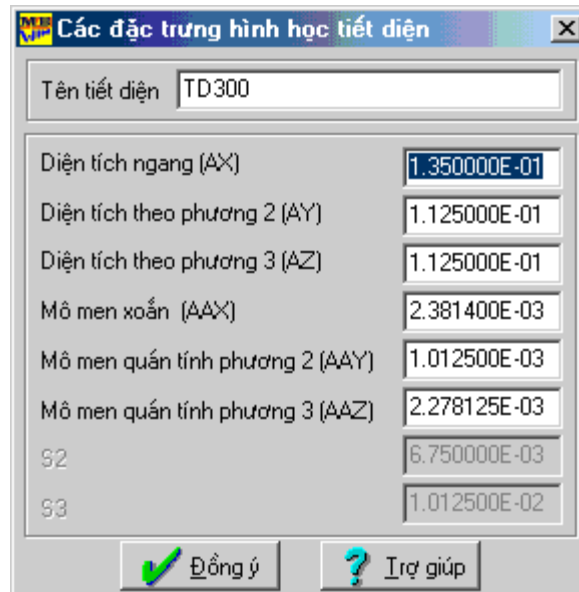 Các đặc trưng hình học tiết diện
Tên tiết diện TD300
Diện tích ngang (AX) 1.350000E-01
Diện tích theo phương 2 (AY) 1.125000E-01
Diện tích theo phương 3 (AZ) 1.125000E-01
Mô men xoắn (AAX) 2.381400E-03
Mô men quán tính phương 2 (AAY) 1.012500E-03
Mô men quán tính phương 3 (AAZ) 2.278125E-03
S2 6.750000E-03
S3 1.012500E-02
Đồng ý Trợ giúp